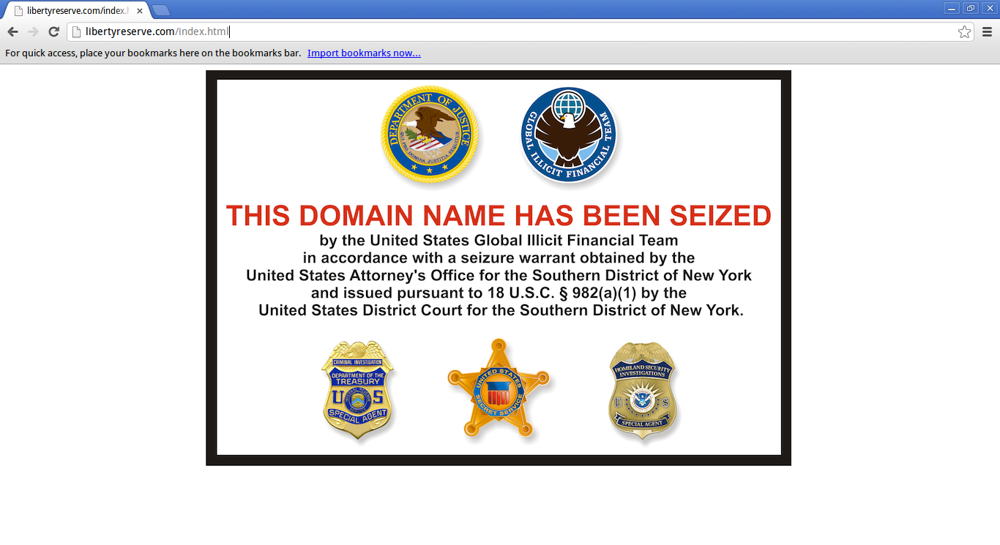 libertyreserve.com/index.h
libertyreserve.com/index.html
For quick access, place your bookmarks here on the bookmarks bar. Import bookmarks now...
DEPARTMENT OF JUSTICE
QUI PRO DOMINA JUSTITIA SEQUITUR
GLOBAL ILLICIT FINANCIAL TEAM
THIS DOMAIN NAME HAS BEEN SEIZED
by the United States Global Illicit Financial Team
in accordance with a seizure warrant obtained by the
United States Attorney's Office for the Southern District of New York
and issued pursuant to 18 U.S.C. § 982(a)(1) by the
United States District Court for the Southern District of New York.
CRIMINAL INVESTIGATION
DEPARTMENT OF THE
TREASURY
U S
SPECIAL AGENT
UNITED STATES
SECRET SERVICE
HOMELAND SECURITY
INVESTIGATIONS
U S
SPECIAL AGENT